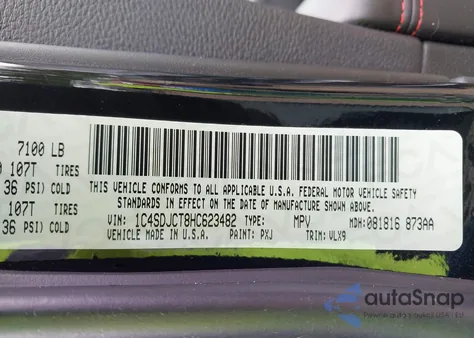 7100 LB
107T TIRES
36 PSI) COLD
107T TIRES
36 PSI) COLD
THIS VEHICLE CONFORMS TO ALL APPLICABLE U.S.A. FEDERAL MOTOR VEHICLE SAFETY
STANDARDS IN EFFECT ON THE DATE OF MANUFACTURE SHOWN ABOVE.
VIN: 1C4SDJCT8HC623482 TYPE: MPV MDH: 081816 873AA
VEHICLE MADE IN U.S.A. PAINT: PXJ TRIM: VLX9
autoSnap